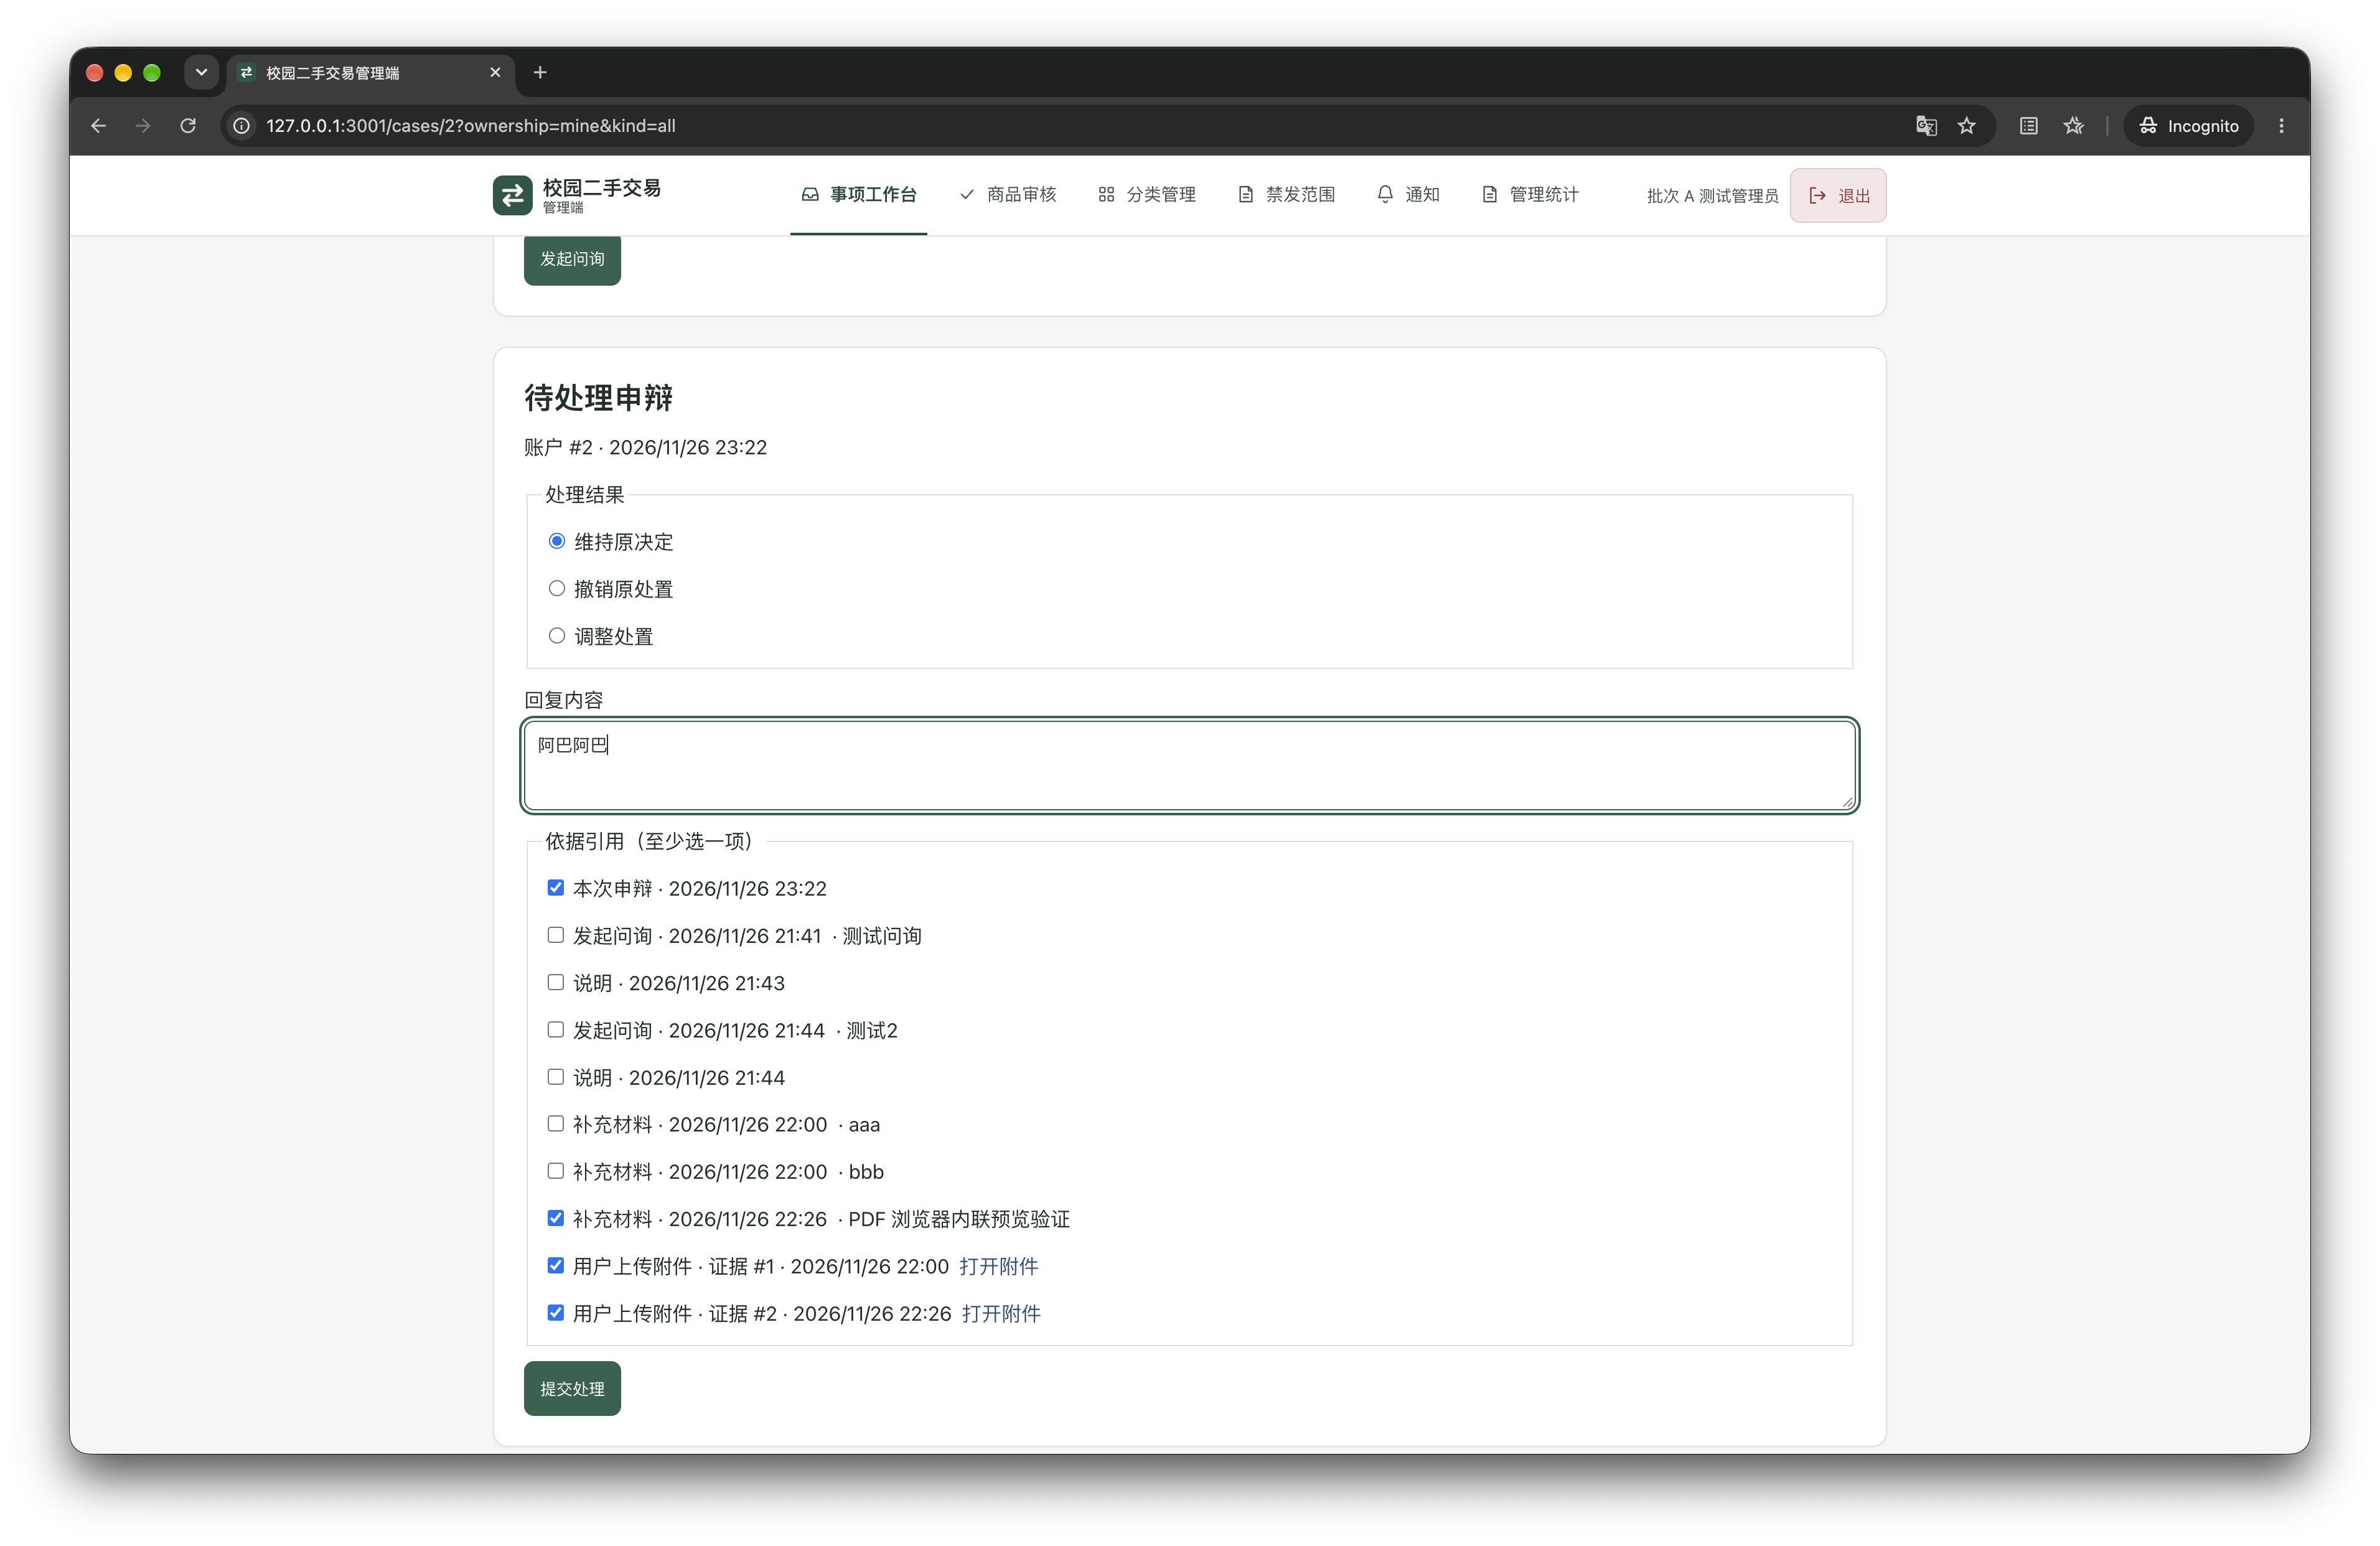 校园二手交易管理端
127.0.0.1:3001/cases/2?ownership=mine&kind=all
Incognito
校园二手交易
管理端
事项工作台
商品审核
分类管理
禁发范围
通知
管理统计
批次 A 测试管理员
退出
发起问询
待处理申辩
账户 #2 · 2026/11/26 23:22
处理结果
维持原决定
撤销原处置
调整处置
回复内容
阿巴阿巴
依据引用（至少选一项）
本次申辩 · 2026/11/26 23:22
发起问询 · 2026/11/26 21:41 · 测试问询
说明 · 2026/11/26 21:43
发起问询 · 2026/11/26 21:44 · 测试2
说明 · 2026/11/26 21:44
补充材料 · 2026/11/26 22:00 · aaa
补充材料 · 2026/11/26 22:00 · bbb
补充材料 · 2026/11/26 22:26 · PDF 浏览器内联预览验证
用户上传附件 · 证据 #1 · 2026/11/26 22:00 打开附件
用户上传附件 · 证据 #2 · 2026/11/26 22:26 打开附件
提交处理